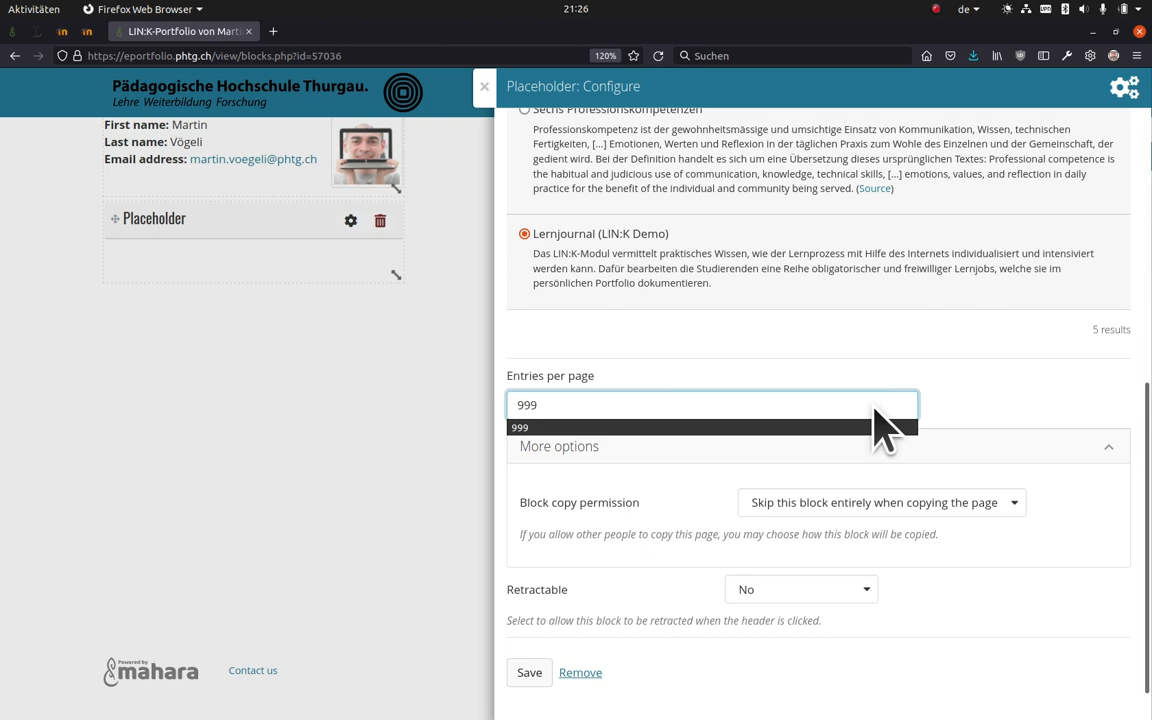 Aktivitäten
Firefox Web Browser
21:26
de
LIN:K-Portfolio von Marti
https://eportfolio.phtg.ch/view/blocks.php?id=57036
120%
Suchen
Pädagogische Hochschule Thurgau.
Lehre Weiterbildung Forschung
Placeholder: Configure
First name: Martin
Last name: Vögeli
Email address: martin.voegeli@phtg.ch
Placeholder
Sechs Professionskompetenzen
Professionskompetenz ist der gewohnheitsmässige und umsichtige Einsatz von Kommunikation, Wissen, technischen
Fertigkeiten, [...] Emotionen, Werten und Reflexion in der täglichen Praxis zum Wohle des Einzelnen und der Gemeinschaft, der
gedient wird. Bei der Definition handelt es sich um eine Übersetzung dieses ursprünglichen Textes: Professional competence is
the habitual and judicious use of communication, knowledge, technical skills, [...] emotions, values, and reflection in daily
practice for the benefit of the individual and community being served. (Source)
Lernjournal (LIN:K Demo)
Das LIN:K-Modul vermittelt praktisches Wissen, wie der Lernprozess mit Hilfe des Internets individualisiert und intensiviert
werden kann. Dafür bearbeiten die Studierenden eine Reihe obligatorischer und freiwilliger Lernjobs, welche sie im
persönlichen Portfolio dokumentieren.
5 results
Entries per page
999
999
More options
Block copy permission
Skip this block entirely when copying the page
If you allow other people to copy this page, you may choose how this block will be copied.
Retractable
No
Select to allow this block to be retracted when the header is clicked.
Save
Remove
Powered by
mahara
Contact us